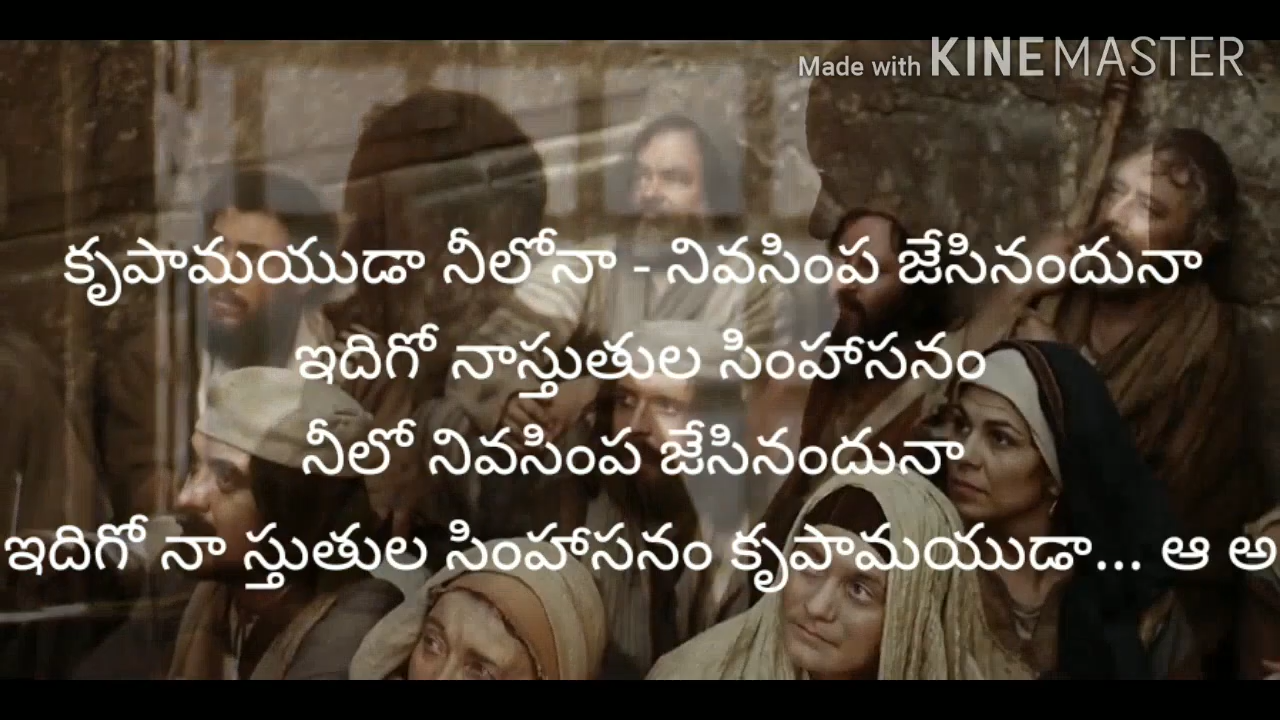 Made with KINEMASTER
కృపామయుడా నీలోనా - నివసింప జేసినందునా
ఇదిగో నాస్తుతుల సింహాసనం
నీలో నివసింప జేసినందునా
ఇదిగో నా స్తుతుల సింహాసనం కృపామయుడా... ఆ అ